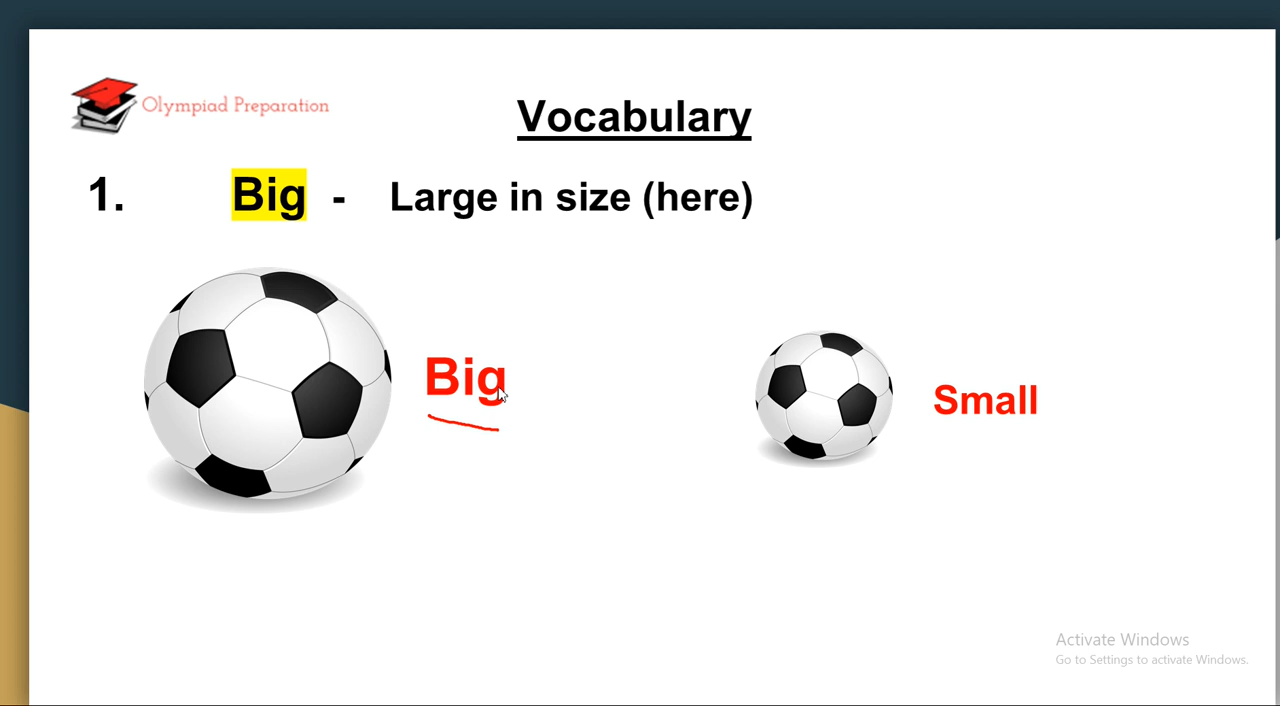 Olympiad Preparation
Vocabulary
1. Big - Large in size (here)
Big
Small
Activate Windows
Go to Settings to activate Windows.